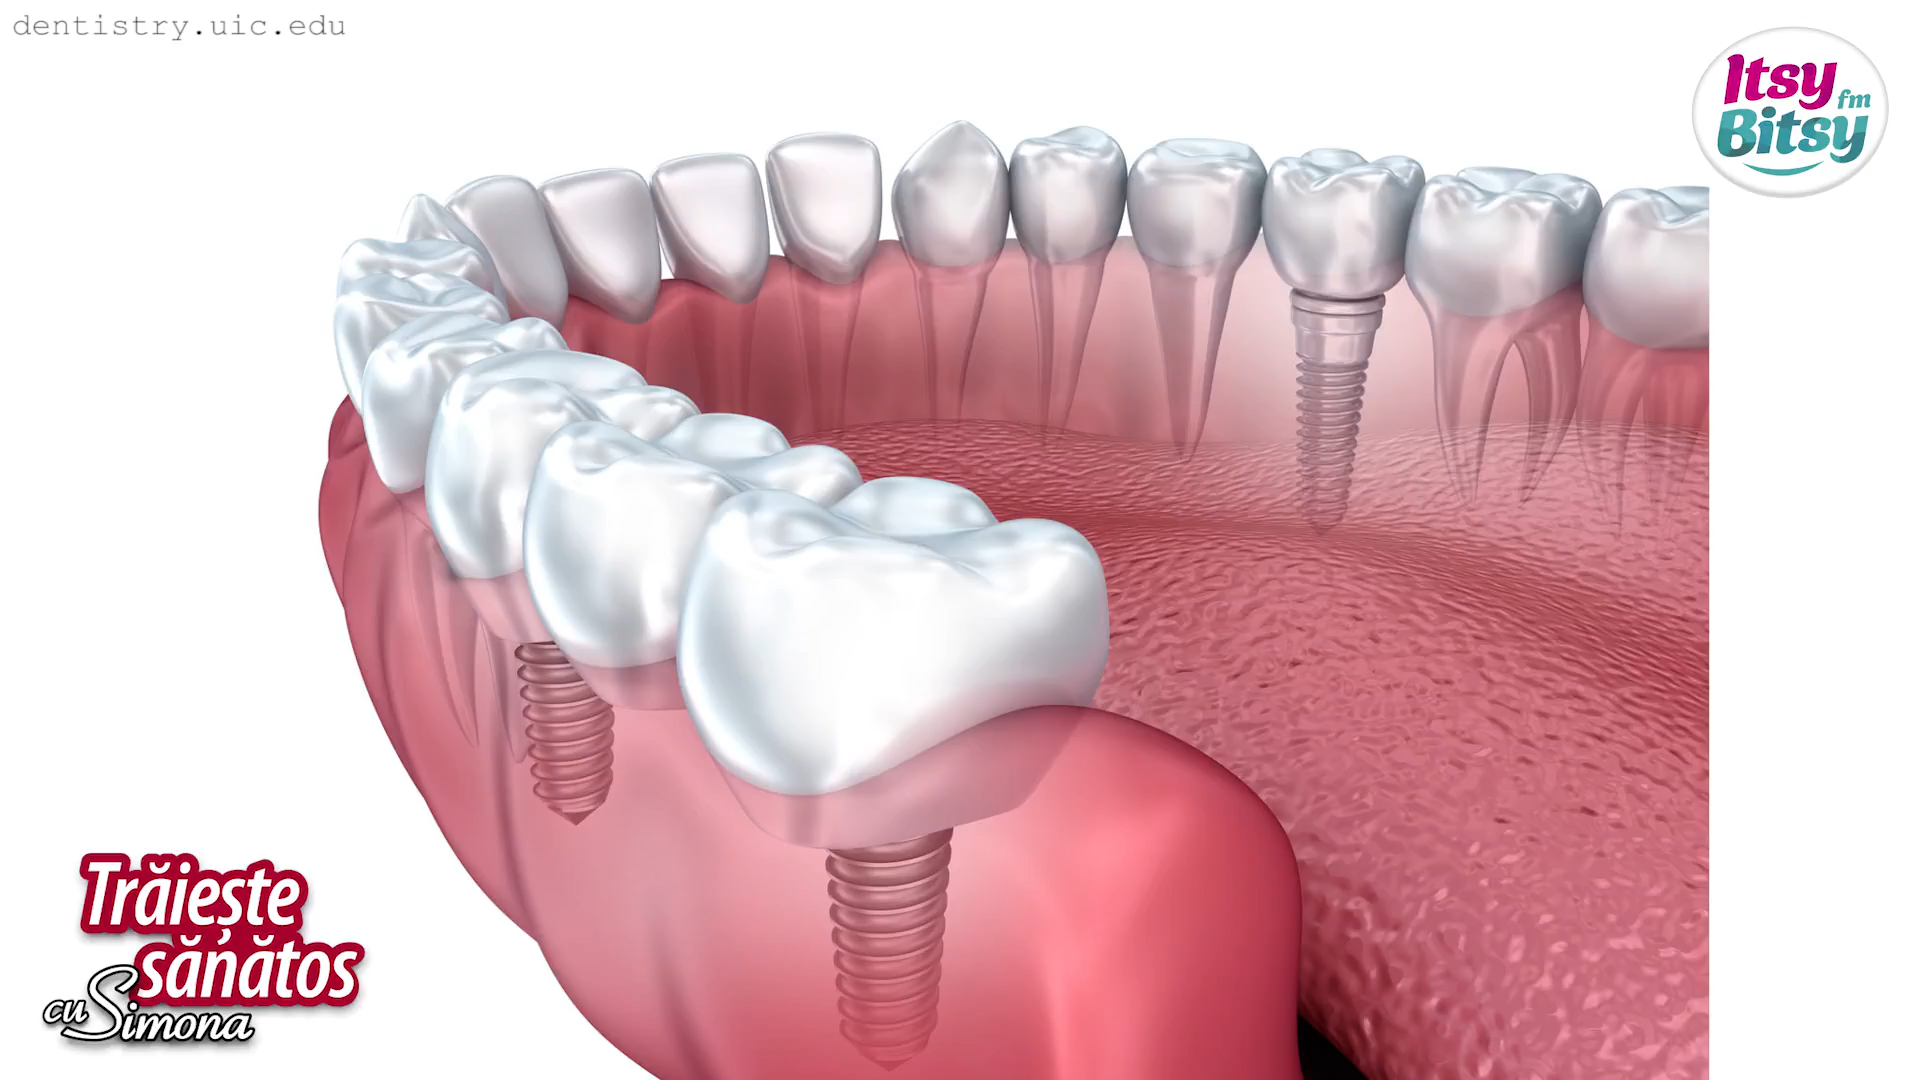 dentistry.uic.edu
Itsy
fm
Bitsy
Trăiește
sănătos
cu Simona